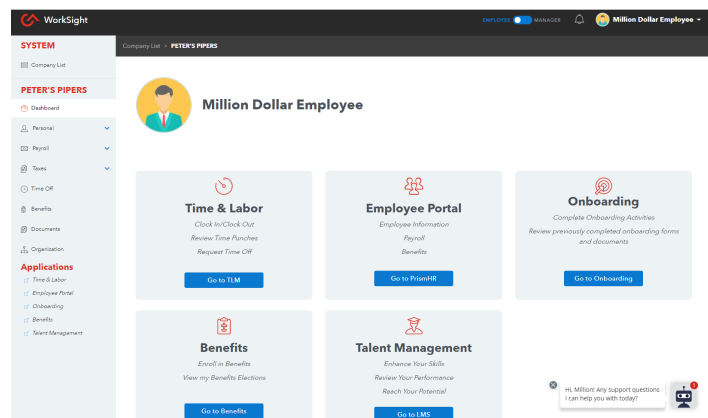 WorkSight
EMPLOYEE MANAGER
Million Dollar Employee
SYSTEM
Company List
PETER'S PIPERS
Dashboard
Personal
Payroll
Taxes
Time Off
Benefits
Documents
Organization
Applications
Time & Labor
Employee Portal
Onboarding
Benefits
Talent Management
Company List > PETER'S PIPERS
Million Dollar Employee
Time & Labor
Clock In/Clock Out
Review Time Punches
Request Time Off
Go to TLM
Employee Portal
Employee Information
Payroll
Benefits
Go to PrismHR
Onboarding
Complete Onboarding Activities
Review previously completed onboarding forms
and documents
Go to Onboarding
Benefits
Enroll in Benefits
View my Benefits Elections
Go to Benefits
Talent Management
Enhance Your Skills
Review Your Performance
Reach Your Potential
Go to LMS
Hi, Million! Any support questions
I can help you with today?
1